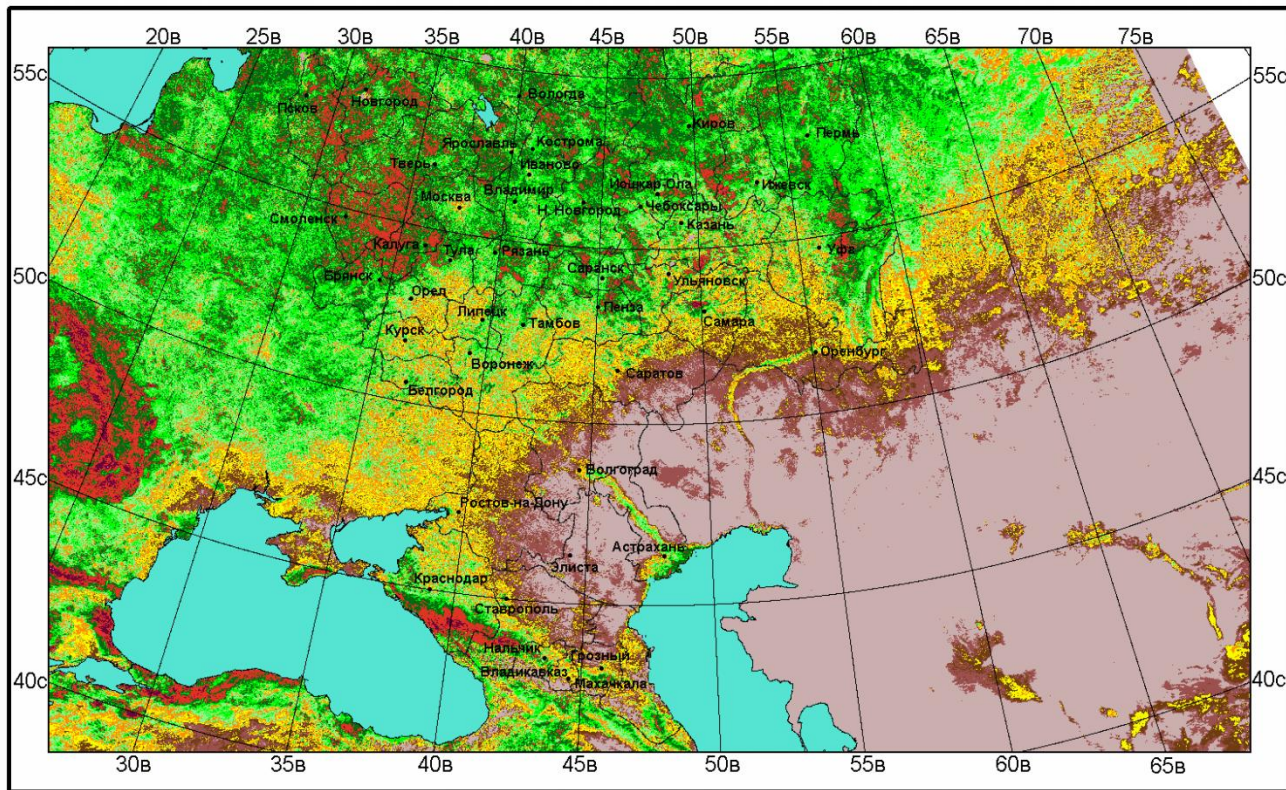 20В 25В 30В 35В 40В 45В 50В 55В 60В 65В 70В 75В
55с 55с
Вологда
Новгород
Псков
Киров
Пермь
Ярославль Кострома
Тверь Иваново
Йошкар-Ола Ижевск
Владимир
Москва
Чебоксары
Н. Новгород
Смоленск
Казань
Калуга Тула Рязань Уфа
50с 50с
Брянск Саранск Ульяновск
Орел
Липецк Пенза
Тамбов Самара
Курск
Оренбург
Воронеж
Саратов
Белгород
45с 45с
Волгоград
Ростов-на-Дону
Астрахань
Элиста
Краснодар
Ставрополь
Нальчик Грозный
Владикавказ
Махачкала
40с 40с
30В 35В 40В 45В 50В 55В 60В 65В